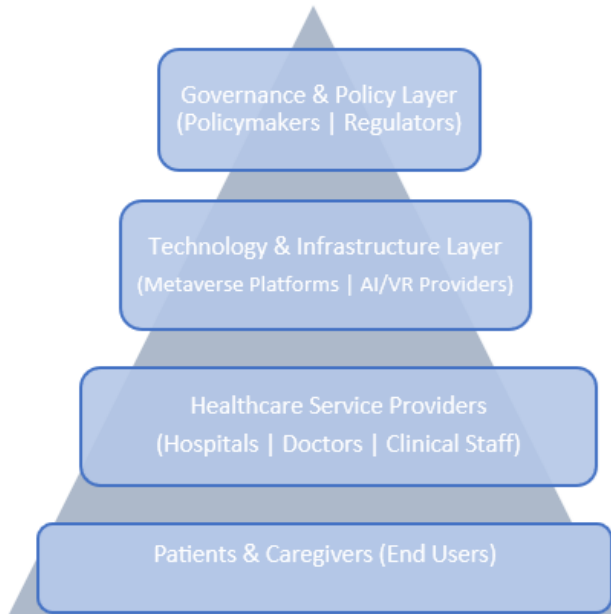 Governance & Policy Layer
(Policymakers | Regulators)
Technology & Infrastructure Layer
(Metaverse Platforms | AI/VR Providers)
Healthcare Service Providers
(Hospitals | Doctors | Clinical Staff)
Patients & Caregivers (End Users)